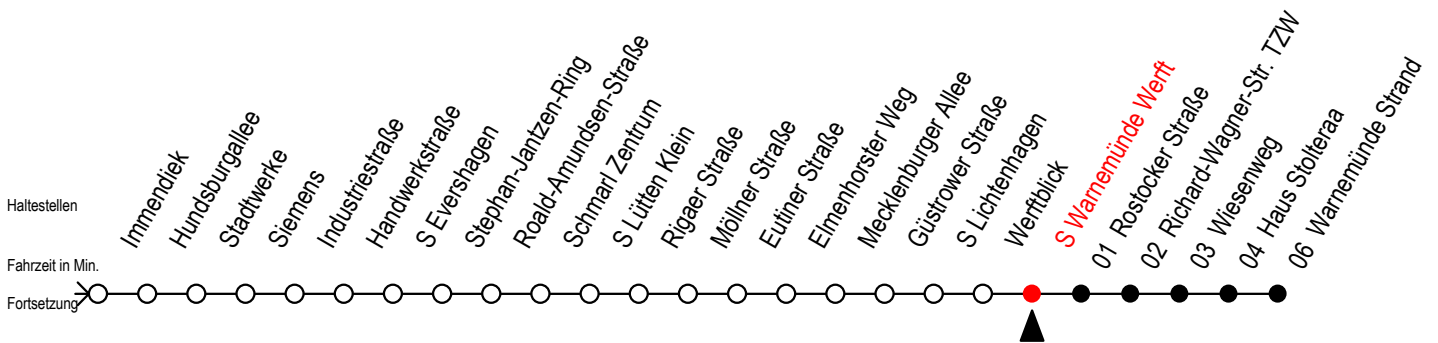 Haltestellen
Immendiek
Hundsburgallee
Stadtwerke
Siemens
Industriestraße
Handwerkstraße
S Evershagen
Stephan-Jantzen-Ring
Roald-Amundsen-Straße
Schmarl Zentrum
S Lütten Klein
Rigaer Straße
Möllner Straße
Eutiner Straße
Elmenhorster Weg
Mecklenburger Allee
Güstrower Straße
S Lichtenhagen
Werftblick
S Warnemünde Werft
01 Rostocker Straße
02 Richard-Wagner-Str. TZW
03 Wiesenweg
04 Haus Stolteraa
06 Warnemünde Strand
Fahrzeit in Min.
Fortsetzung